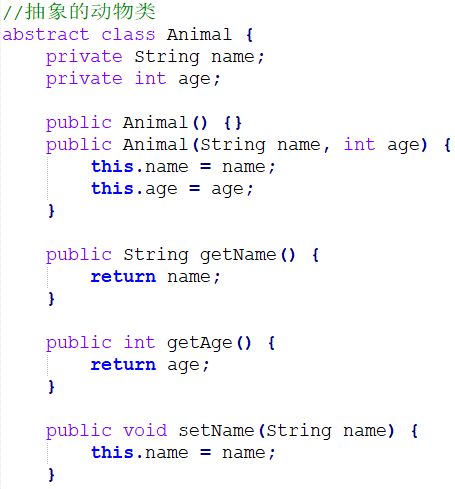 //抽象的动物类
abstract class Animal {
    private String name;
    private int age;

    public Animal() {}
    public Animal(String name, int age) {
        this.name = name;
        this.age = age;
    }

    public String getName() {
        return name;
    }

    public int getAge() {
        return age;
    }

    public void setName(String name) {
        this.name = name;
    }